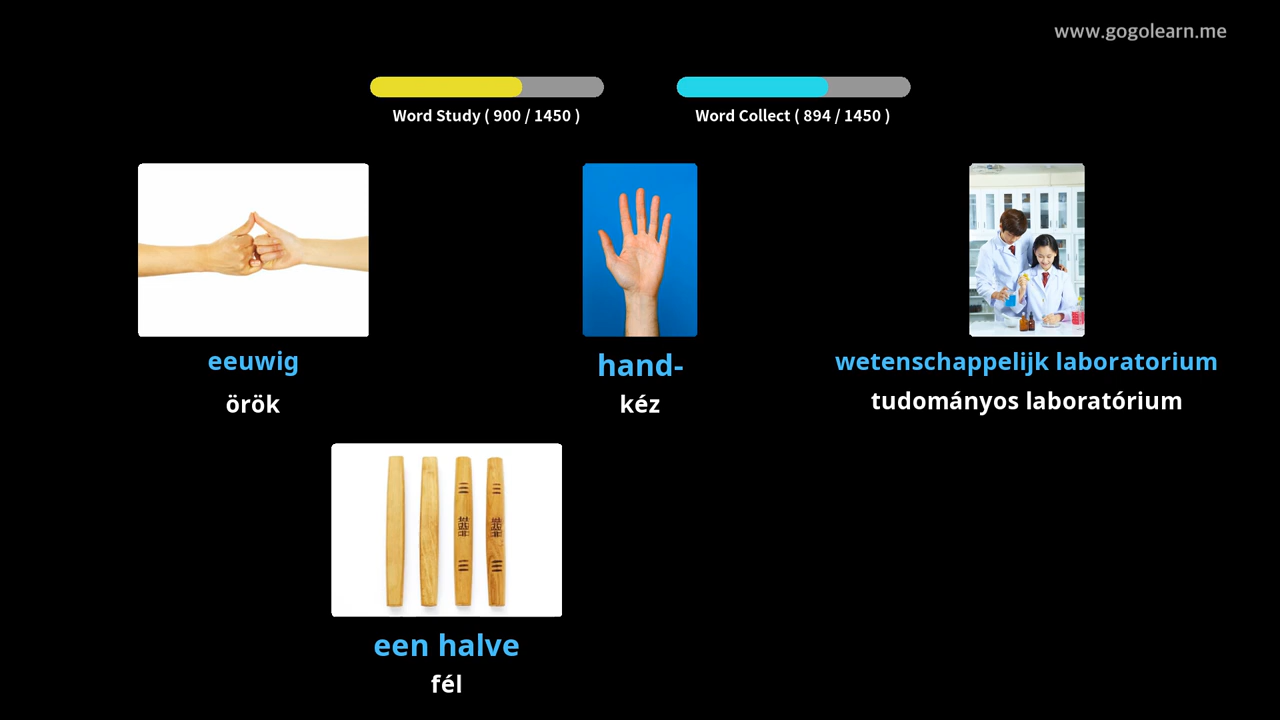 www.gogolearn.me
Word Study ( 900 / 1450 )
Word Collect ( 894 / 1450 )
eeuwig
örök
hand-
kéz
wetenschappelijk laboratorium
tudományos laboratórium
een halve
fél